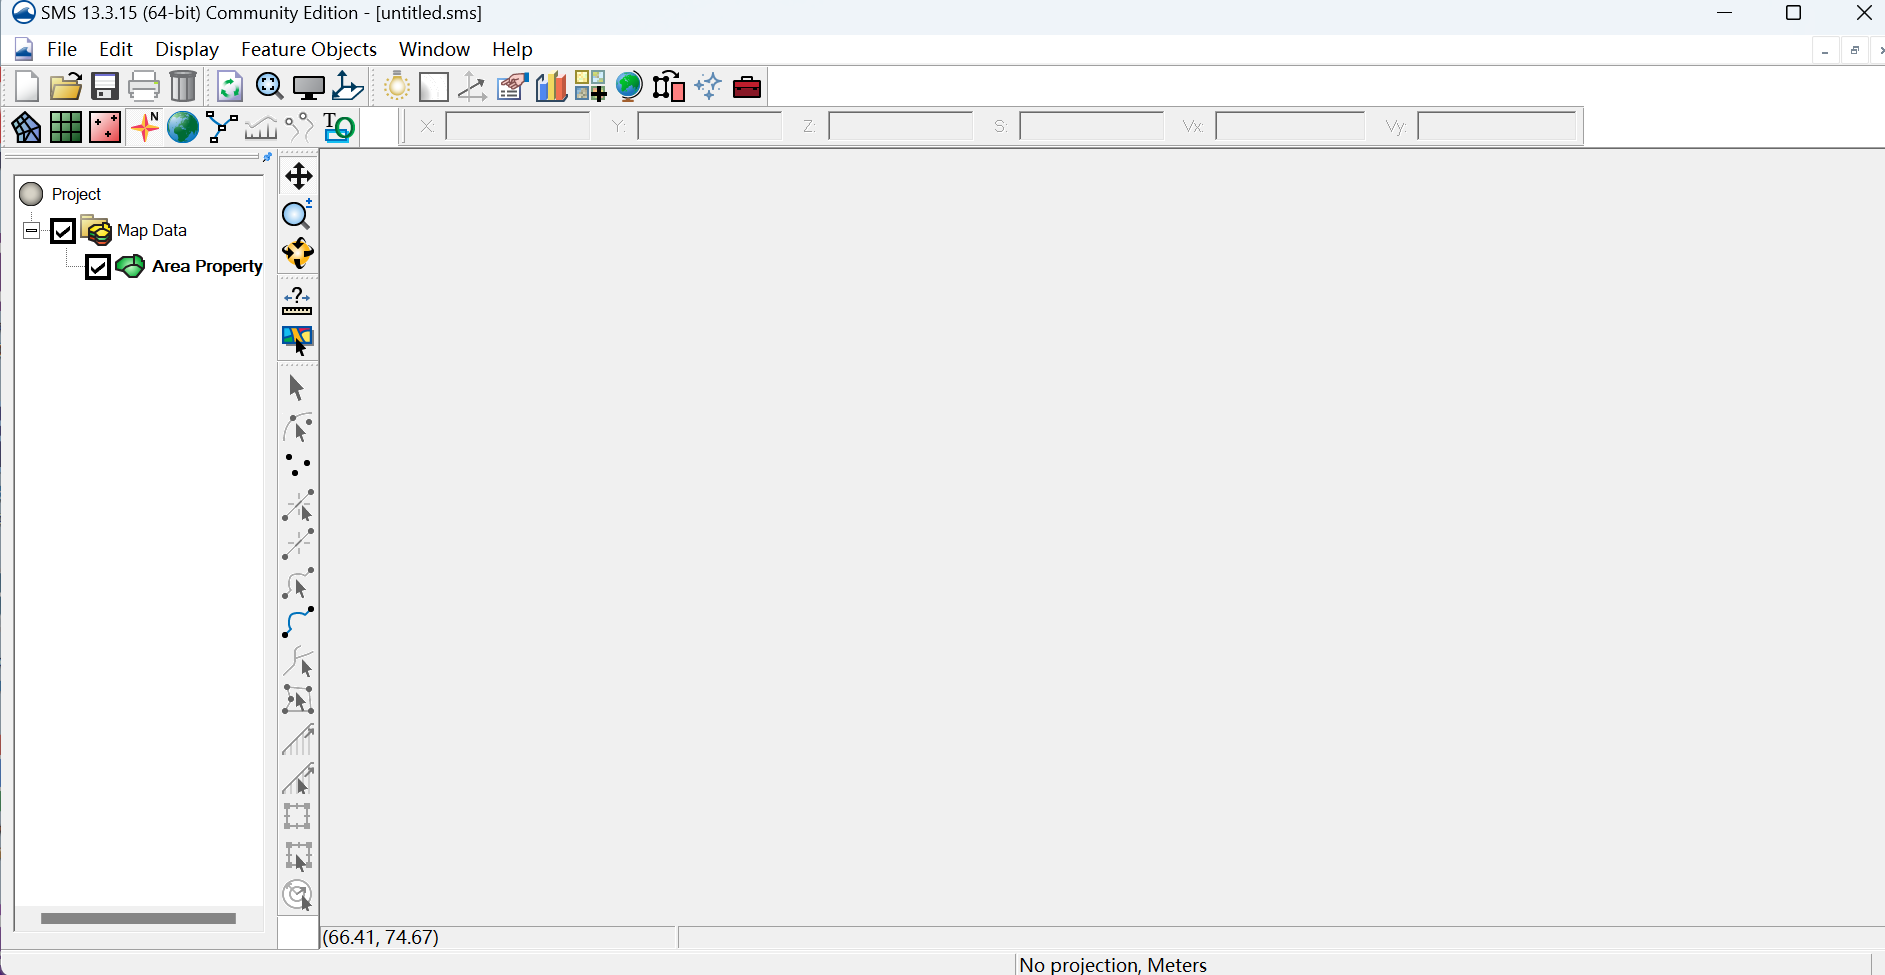 SMS 13.3.15 (64-bit) Community Edition - [untitled.sms]
File Edit Display Feature Objects Window Help
N T
X: Y: Z: S: Vx: Vy:
Project
Map Data
Area Property
?
(66.41, 74.67)
No projection, Meters